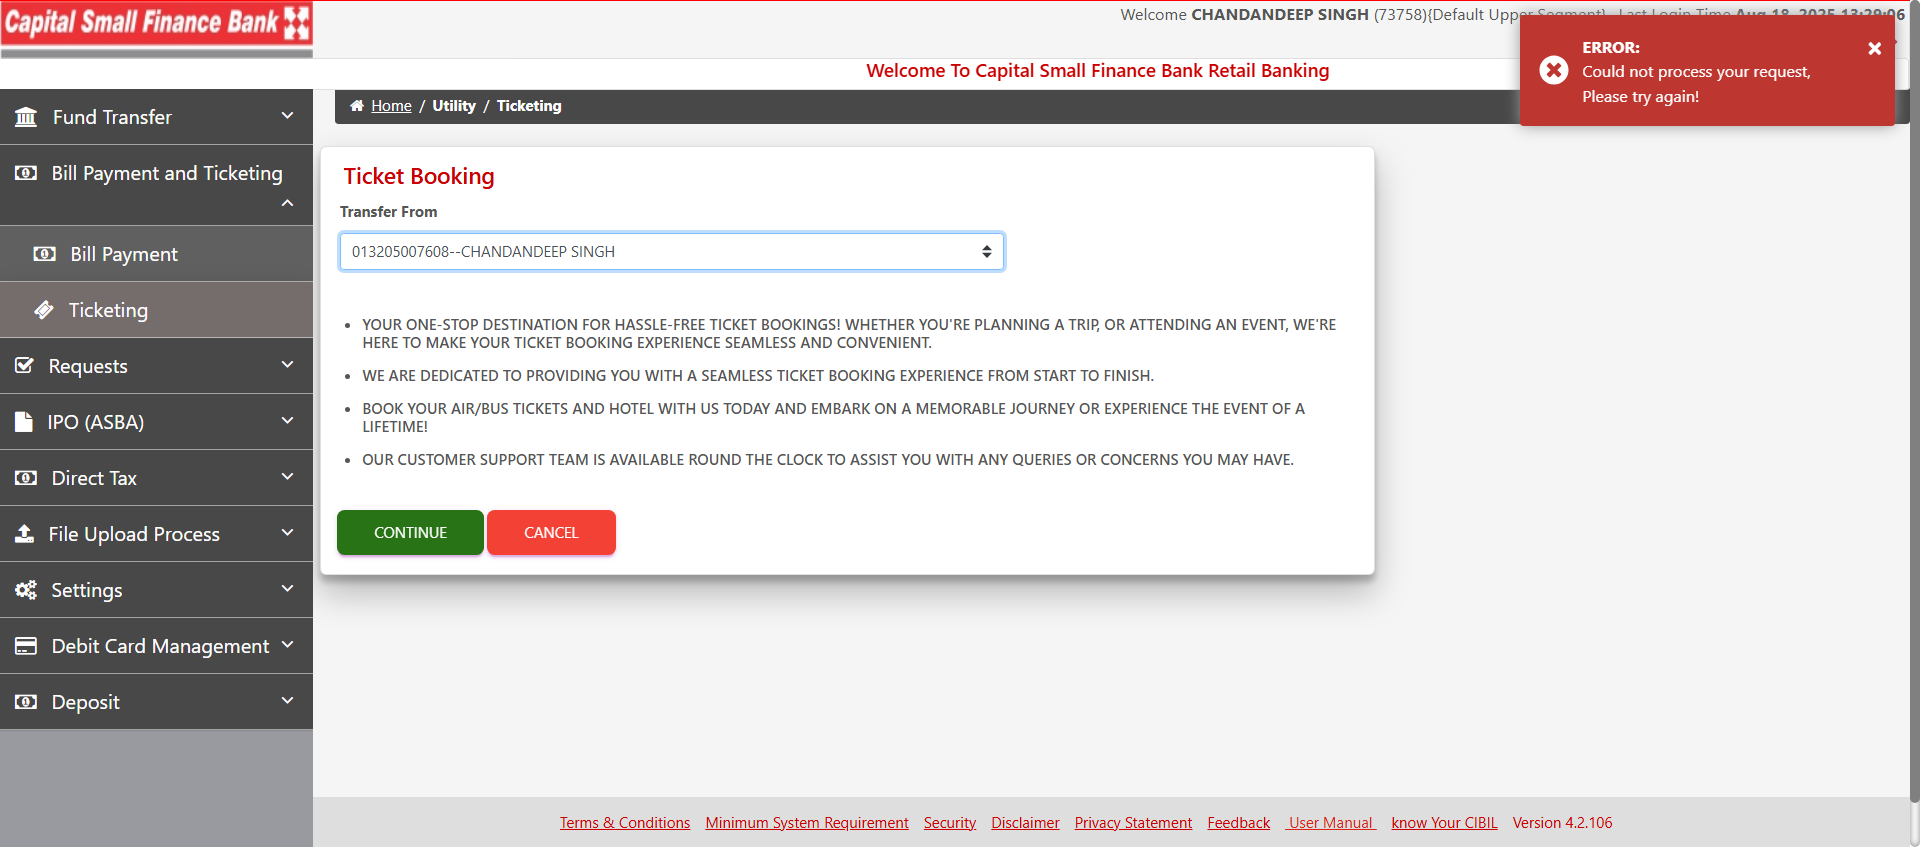 Capital Small Finance Bank
Welcome CHANDANDEEP SINGH (73758){Default Upper Segment} Last Login Time Aug 18, 2025 13:29:06
ERROR:
Could not process your request,
Please try again!
Welcome To Capital Small Finance Bank Retail Banking
Home / Utility / Ticketing
Fund Transfer
Bill Payment and Ticketing
Bill Payment
Ticketing
Requests
IPO (ASBA)
Direct Tax
File Upload Process
Settings
Debit Card Management
Deposit
Ticket Booking
Transfer From
013205007608--CHANDANDEEP SINGH
• YOUR ONE-STOP DESTINATION FOR HASSLE-FREE TICKET BOOKINGS! WHETHER YOU'RE PLANNING A TRIP, OR ATTENDING AN EVENT, WE'RE
HERE TO MAKE YOUR TICKET BOOKING EXPERIENCE SEAMLESS AND CONVENIENT.
• WE ARE DEDICATED TO PROVIDING YOU WITH A SEAMLESS TICKET BOOKING EXPERIENCE FROM START TO FINISH.
• BOOK YOUR AIR/BUS TICKETS AND HOTEL WITH US TODAY AND EMBARK ON A MEMORABLE JOURNEY OR EXPERIENCE THE EVENT OF A
LIFETIME!
• OUR CUSTOMER SUPPORT TEAM IS AVAILABLE ROUND THE CLOCK TO ASSIST YOU WITH ANY QUERIES OR CONCERNS YOU MAY HAVE.
CONTINUE CANCEL
Terms & Conditions Minimum System Requirement Security Disclaimer Privacy Statement Feedback User Manual know Your CIBIL Version 4.2.106